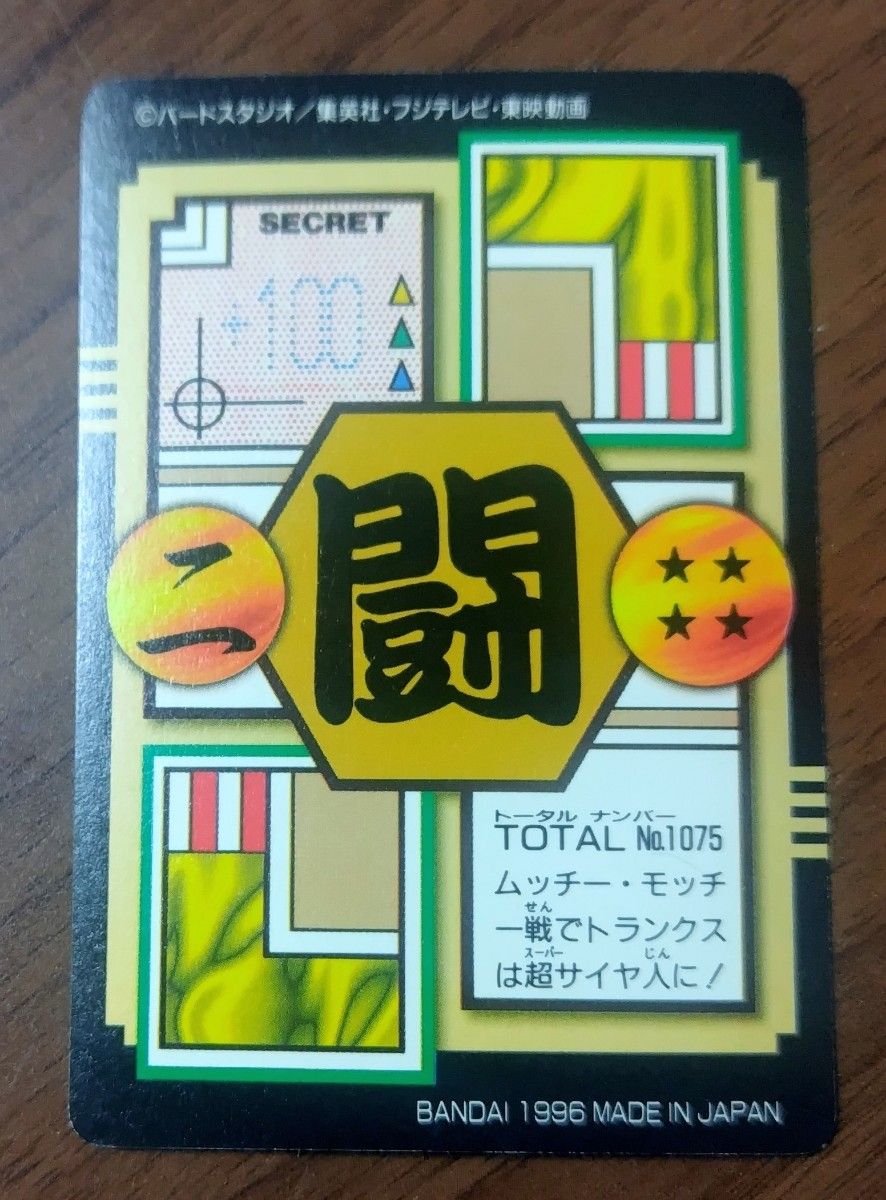 ©バードスタジオ／集英社・フジテレビ・東映動画
SECRET
+100
闘
二
トータル ナンバー
TOTAL No.1075
ムッチー・モッチ
せん
ー戦でトランクス
スーパー じん
は超サイヤ人に！
BANDAI 1996 MADE IN JAPAN